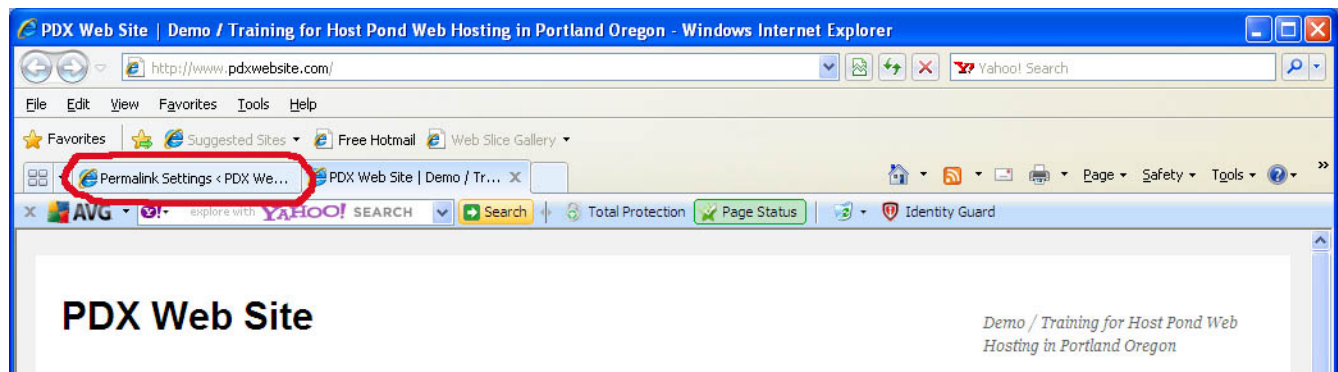 PDX Web Site | Demo / Training for Host Pond Web Hosting in Portland Oregon - Windows Internet Explorer
http://www.pdxwebsite.com/ Yahoo! Search
File Edit View Favorites Tools Help
Favorites Suggested Sites Free Hotmail Web Slice Gallery
Permalink Settings ‹ PDX We... PDX Web Site | Demo / Tr... Page Safety Tools
AVG explore with YAHOO! SEARCH Search Total Protection Page Status Identity Guard
PDX Web Site
Demo / Training for Host Pond Web
Hosting in Portland Oregon